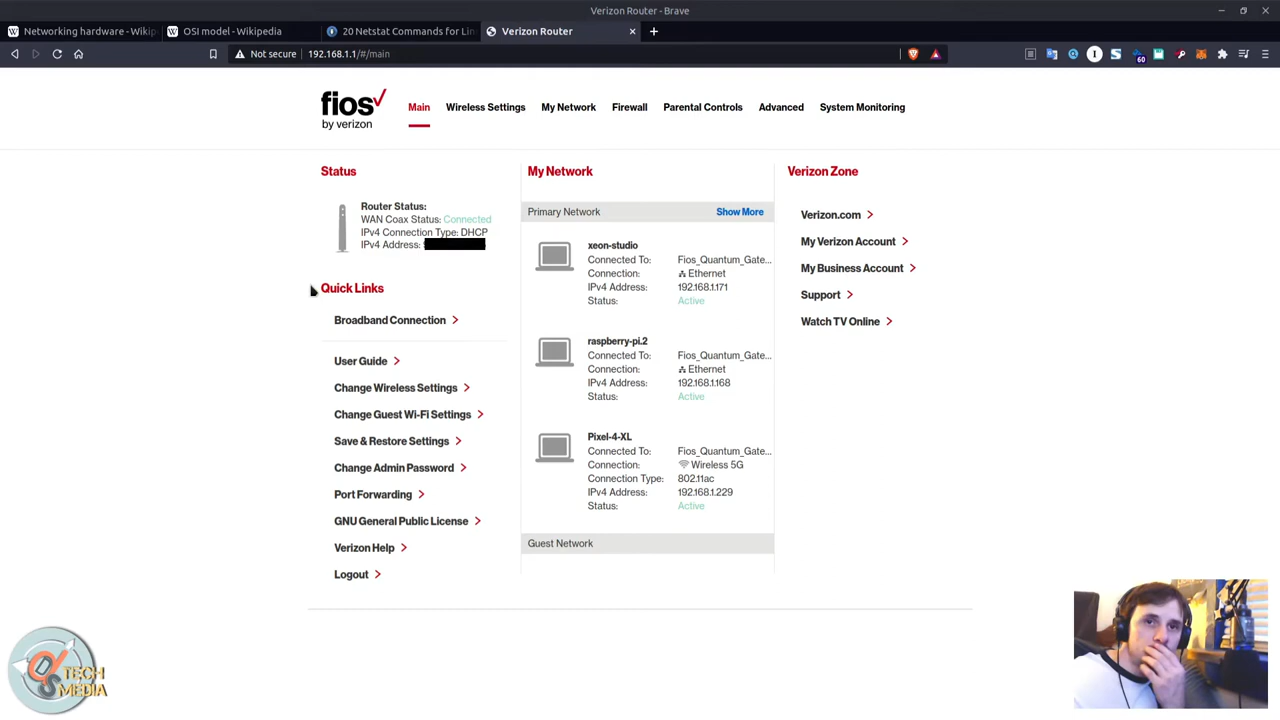 Verizon Router - Brave
Networking hardware - Wikip
OSI model - Wikipedia
20 Netstat Commands for Lin
Verizon Router
Not secure
192.168.1.1/#/main
60
fios
by verizon
Main
Wireless Settings
My Network
Firewall
Parental Controls
Advanced
System Monitoring
Status
Router Status:
WAN Coax Status: Connected
IPv4 Connection Type: DHCP
IPv4 Address:
Quick Links
Broadband Connection
User Guide
Change Wireless Settings
Change Guest Wi-Fi Settings
Save & Restore Settings
Change Admin Password
Port Forwarding
GNU General Public License
Verizon Help
Logout
My Network
Primary Network Show More
xeon-studio
Connected To: Fios_Quantum_Gate...
Connection: Ethernet
IPv4 Address: 192.168.1.171
Status: Active
raspberry-pi.2
Connected To: Fios_Quantum_Gate...
Connection: Ethernet
IPv4 Address: 192.168.1.168
Status: Active
Pixel-4-XL
Connected To: Fios_Quantum_Gate...
Connection: Wireless 5G
Connection Type: 802.11ac
IPv4 Address: 192.168.1.229
Status: Active
Guest Network
Verizon Zone
Verizon.com
My Verizon Account
My Business Account
Support
Watch TV Online
TECH
MEDIA